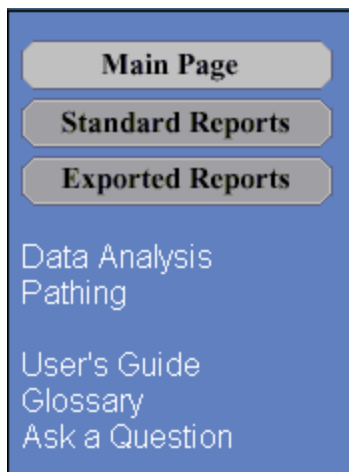 Main Page
Standard Reports
Exported Reports
Data Analysis
Pathing
User's Guide
Glossary
Ask a Question